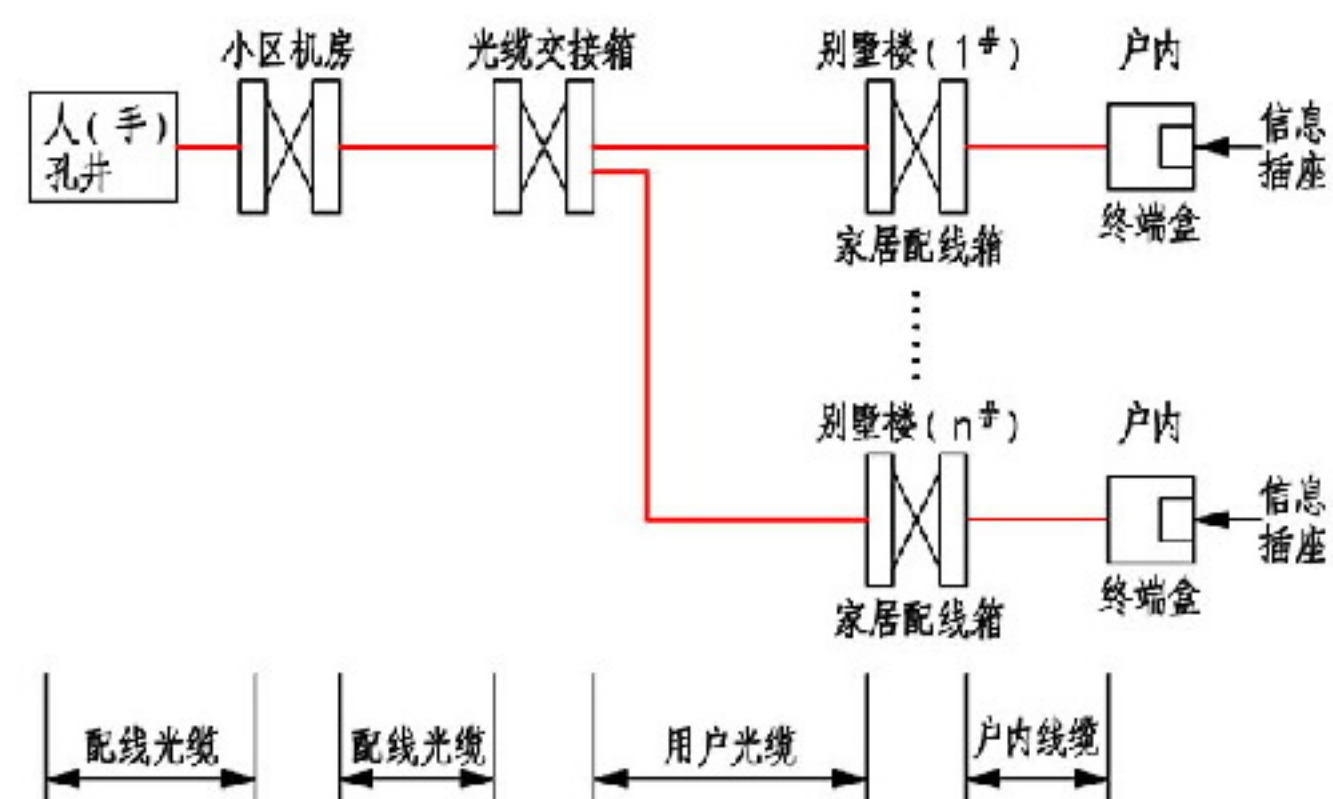 小区机房
光缆交接箱
别墅楼(1#)
户内
人(手)
孔井
信息
插座
终端盒
家居配线箱
别墅楼(n#)
户内
信息
插座
终端盒
家居配线箱
配线光缆
配线光缆
用户光缆
户内线缆